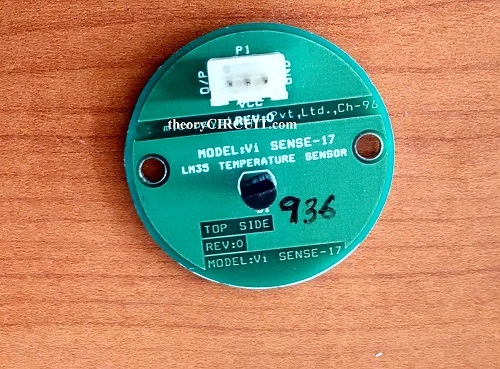 P1
O/P
GND
VCC
Pvt,Ltd.,Ch-96
REV:0
theoryCIRCUIT.com
MODEL:Vi SENSE-17
LM35 TEMPERATURE SENSOR
936
TOP SIDE
REV:0
MODEL:Vi SENSE-17